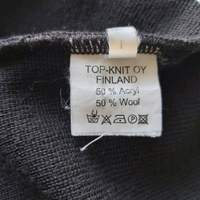 TOP-KNIT OY
FINLAND
50 % Acryl
50 % Wool